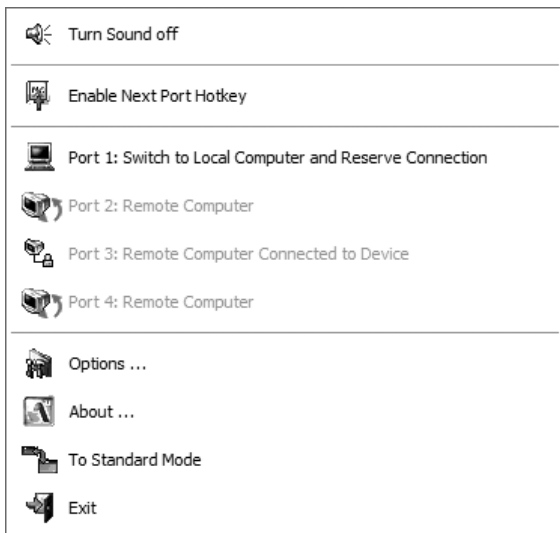 Turn Sound off
Enable Next Port Hotkey
Port 1: Switch to Local Computer and Reserve Connection
Port 2: Remote Computer
Port 3: Remote Computer Connected to Device
Port 4: Remote Computer
Options ...
About ...
To Standard Mode
Exit